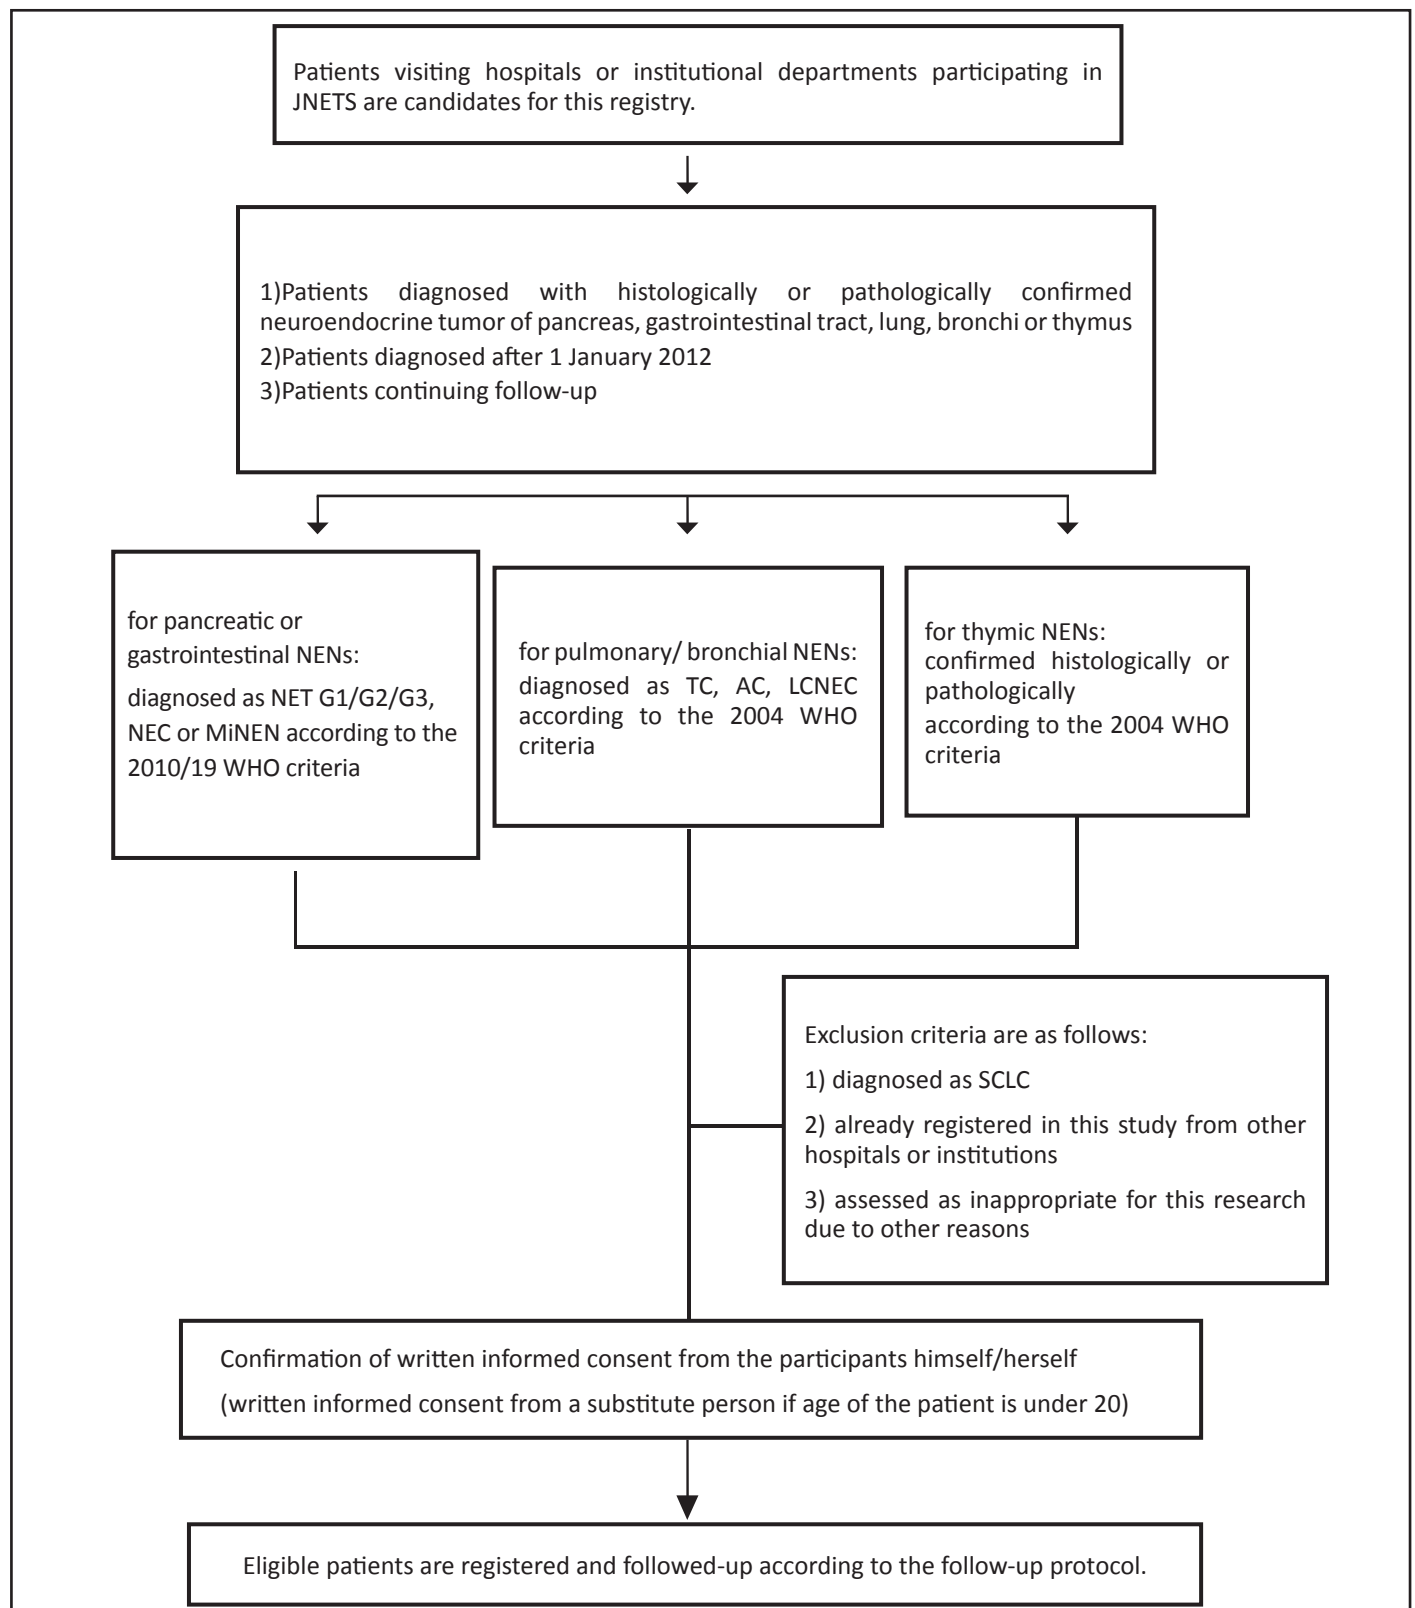 Patients visiting hospitals or institutional departments participating in
JNETS are candidates for this registry.
1)Patients diagnosed with histologically or pathologically confirmed
neuroendocrine tumor of pancreas, gastrointestinal tract, lung, bronchi or thymus
2)Patients diagnosed after 1 January 2012
3)Patients continuing follow-up
for pancreatic or
gastrointestinal NENs:
diagnosed as NET G1/G2/G3,
NEC or MiNEN according to the
2010/19 WHO criteria
for pulmonary/ bronchial NENs:
diagnosed as TC, AC, LCNEC
according to the 2004 WHO
criteria
for thymic NENs:
confirmed histologically or
pathologically
according to the 2004 WHO
criteria
Exclusion criteria are as follows:
1) diagnosed as SCLC
2) already registered in this study from other
hospitals or institutions
3) assessed as inappropriate for this research
due to other reasons
Confirmation of written informed consent from the participants himself/herself
(written informed consent from a substitute person if age of the patient is under 20)
Eligible patients are registered and followed-up according to the follow-up protocol.